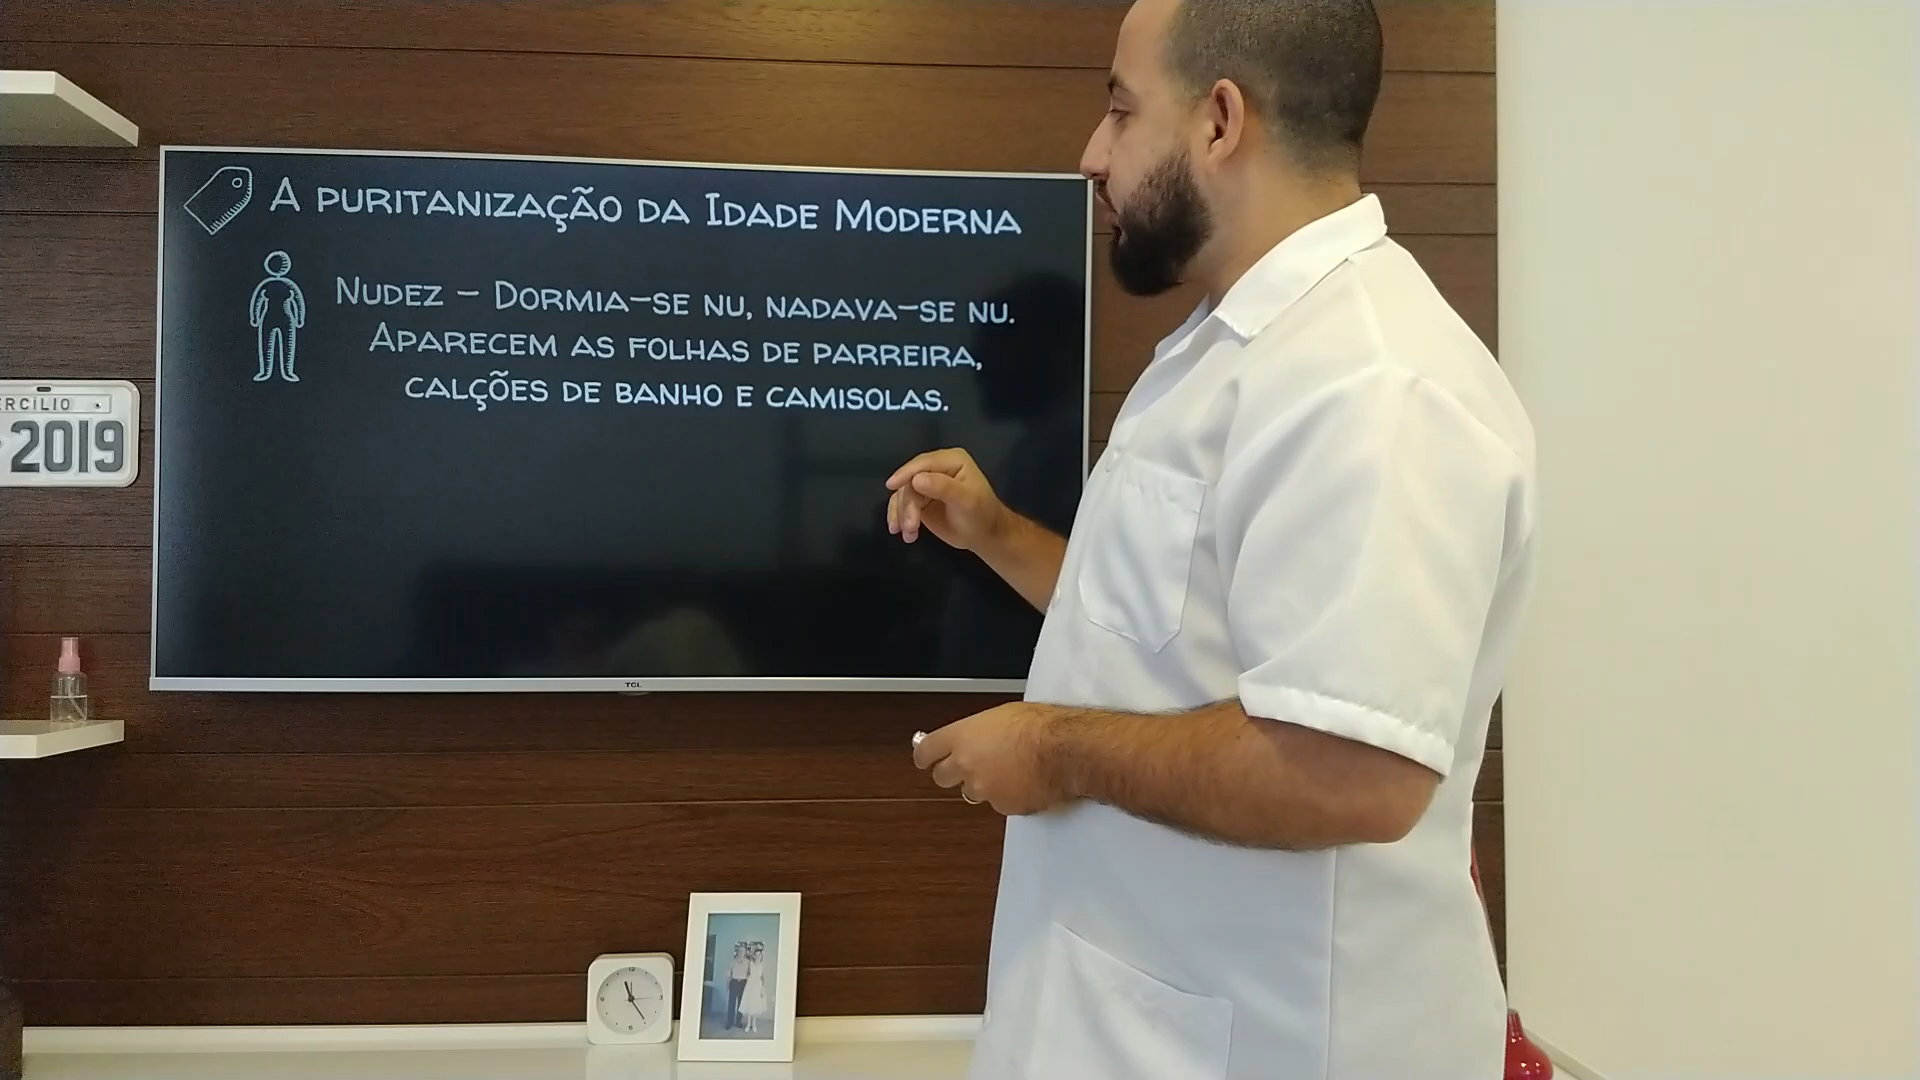 A PURITANIZAÇÃO DA IDADE MODERNA
NUDEZ – DORMIA-SE NU, NADAVA-SE NU.
APARECEM AS FOLHAS DE PARREIRA,
CALÇÕES DE BANHO E CAMISOLAS.
RCÍLIO
2019
TCL